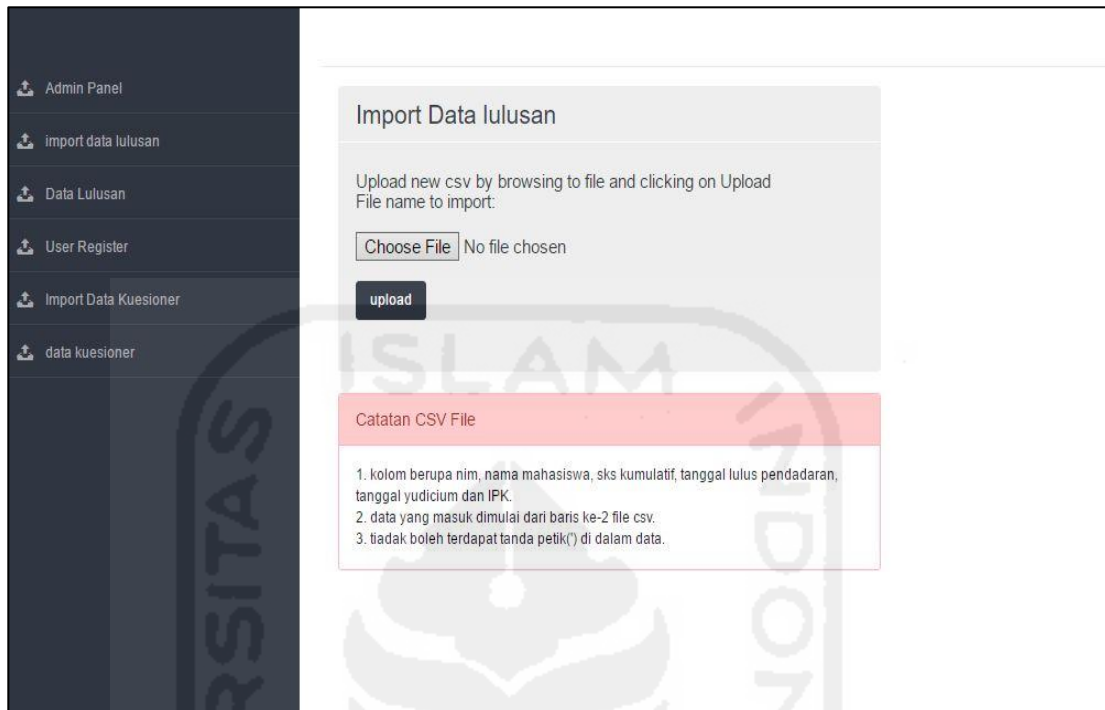 Admin Panel
import data lulusan
Data Lulusan
User Register
Import Data Kuesioner
data kuesioner
Import Data lulusan
Upload new csv by browsing to file and clicking on Upload
File name to import:
Choose File No file chosen
upload
Catatan CSV File
1. kolom berupa nim, nama mahasiswa, sks kumulatif, tanggal lulus pendadaran,
tanggal yudicium dan IPK.
2. data yang masuk dimulai dari baris ke-2 file csv.
3. tiadak boleh terdapat tanda petik(') di dalam data.
RSITAS
ISLAM
INDON